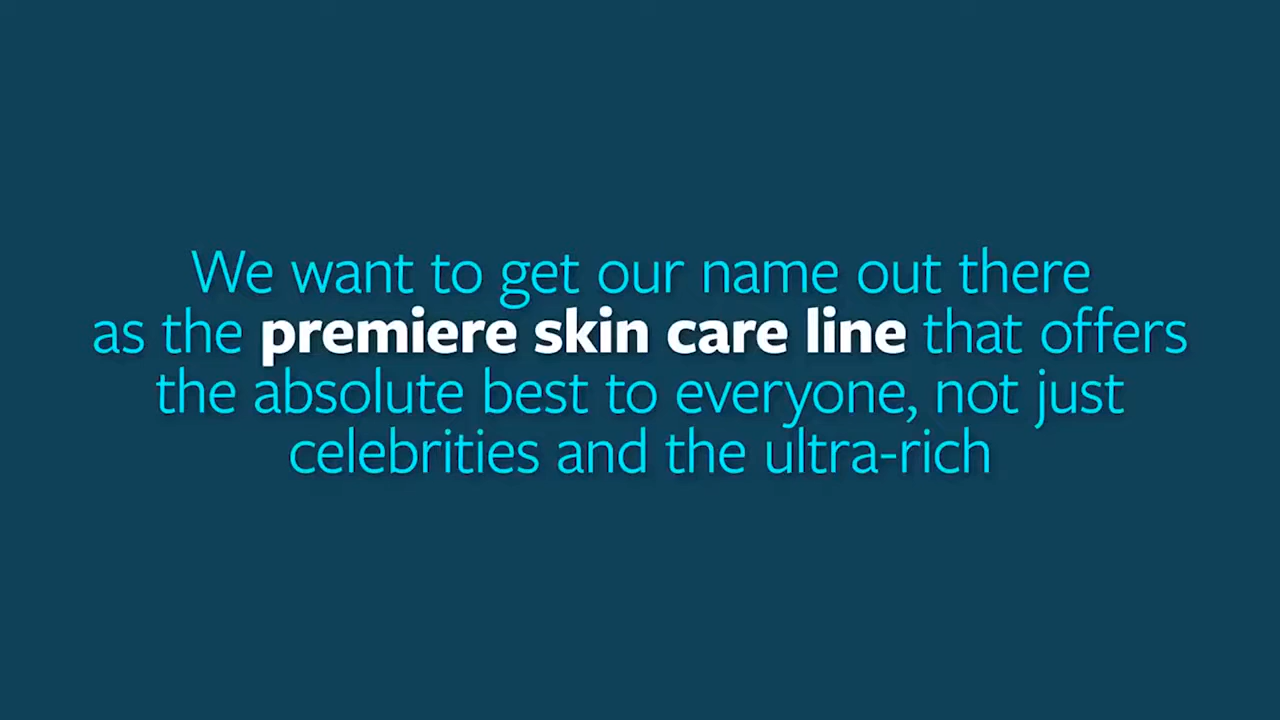 We want to get our name out there
as the premiere skin care line that offers
the absolute best to everyone, not just
celebrities and the ultra-rich